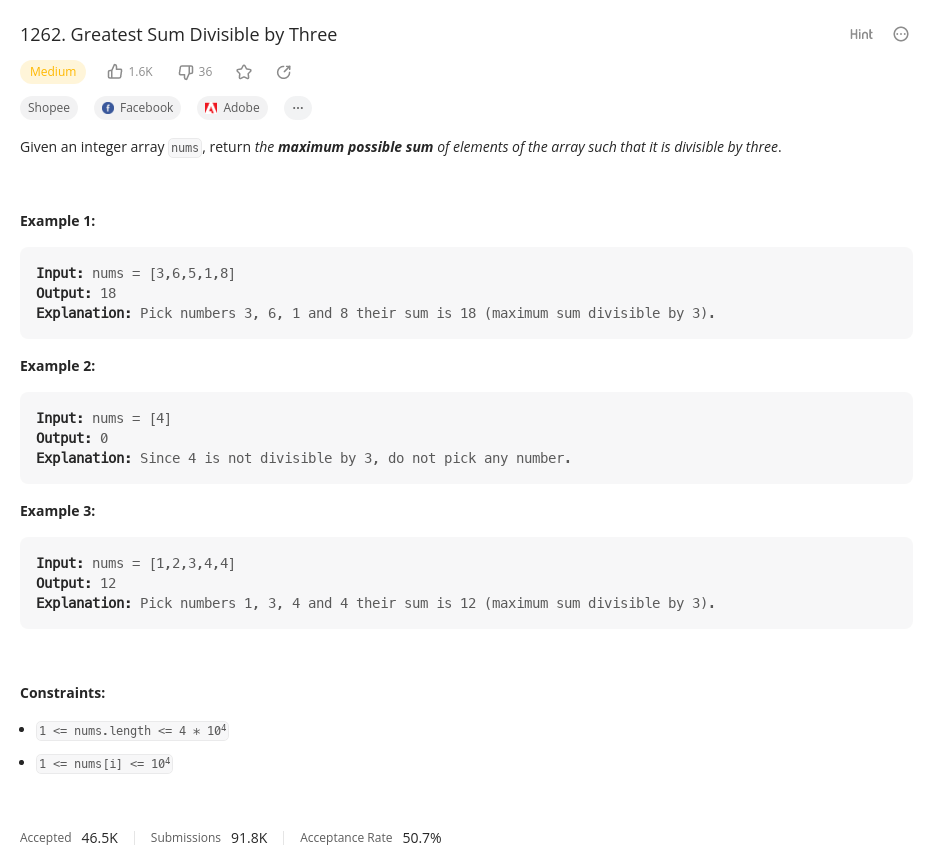 1262. Greatest Sum Divisible by Three
Hint
Medium 1.6K 36
Shopee Facebook Adobe ...
Given an integer array nums, return the maximum possible sum of elements of the array such that it is divisible by three.
Example 1:
Input: nums = [3,6,5,1,8]
Output: 18
Explanation: Pick numbers 3, 6, 1 and 8 their sum is 18 (maximum sum divisible by 3).
Example 2:
Input: nums = [4]
Output: 0
Explanation: Since 4 is not divisible by 3, do not pick any number.
Example 3:
Input: nums = [1,2,3,4,4]
Output: 12
Explanation: Pick numbers 1, 3, 4 and 4 their sum is 12 (maximum sum divisible by 3).
Constraints:
• 1 <= nums.length <= 4 * 10⁴
• 1 <= nums[i] <= 10⁴
Accepted 46.5K Submissions 91.8K Acceptance Rate 50.7%